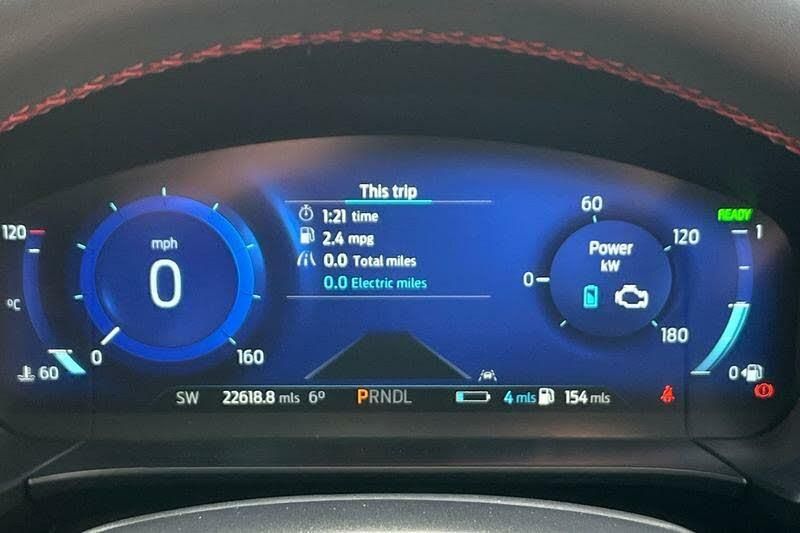 This trip
1:21 time
2.4 mpg
0.0 Total miles
0.0 Electric miles
120
°C
60
mph
0
0
160
60
0
120
180
Power
kW
READY
1
0
SW 22618.8 mls 6° PRNDL 4 mls 154 mls